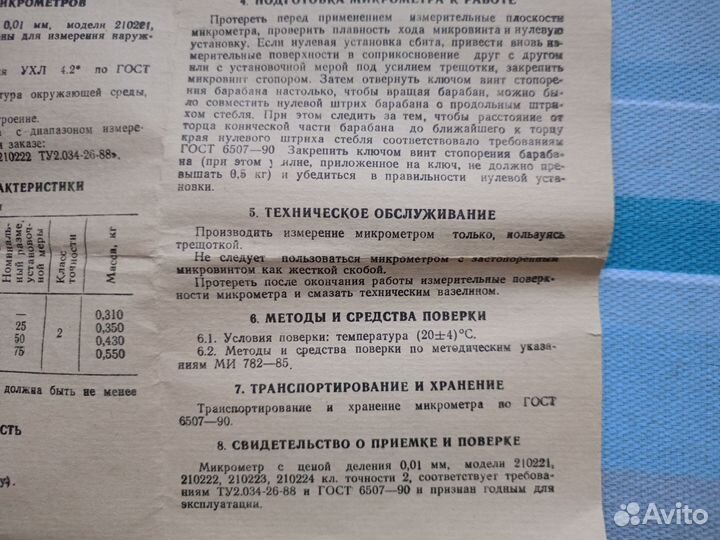 ИКРОМЕТРОВ
0,01 мм, модели 210221,
ны для измерения наруж-
я УХЛ 4.2* по ГОСТ
тура окружающей среды,
троение.
а с диапазоном измере-
и заказе:
210222 ТУ2.034-26-88».
РАКТЕРИСТИКИ
Номиналь-
ный размер
установоч-
ной меры
Класс
точности
Масса, кг
— 0,310
25 2 0,350
50 0,430
75 0,550
должна быть не менее
ОСТЬ
у).
4. ПОДГОТОВКА МИКРОМЕТРА К РАБОТЕ
Протереть перед применением измерительные плоскости
микрометра, проверить плавность хода микровинта и нулевую
установку. Если нулевая установка сбита, привести вновь из-
мерительные поверхности в соприкосновение друг с другом
или с установочной мерой под усилием трещотки, закрепить
микровинт стопором. Затем отвернуть ключом винт стопоре-
ния барабана настолько, чтобы вращая барабан, можно бы-
ло совместить нулевой штрих барабана с продольным штри-
хом стебля. При этом следить за тем, чтобы расстояние от
торца конической части барабана до ближайшего к торцу
края нулевого штриха стебля соответствовало требованиям
ГОСТ 6507—90 Закрепить ключом винт стопорения бараба-
на (при этом усилие, приложенное на ключ, не должно пре-
вышать 0,5 кг) и убедиться в правильности нулевой уста-
новки.
5. ТЕХНИЧЕСКОЕ ОБСЛУЖИВАНИЕ
Производить измерение микрометром только, пользуясь
трещоткой.
Не следует пользоваться микрометром с застопоренным
микровинтом как жесткой скобой.
Протереть после окончания работы измерительные поверх-
ности микрометра и смазать техническим вазелином.
6. МЕТОДЫ И СРЕДСТВА ПОВЕРКИ
6.1. Условия поверки: температура (20±4)°С.
6.2. Методы и средства поверки по методическим указа-
ниям МИ 782—85.
7. ТРАНСПОРТИРОВАНИЕ И ХРАНЕНИЕ
Транспортирование и хранение микрометра по ГОСТ
6507—90.
8. СВИДЕТЕЛЬСТВО О ПРИЕМКЕ И ПОВЕРКЕ
Микрометр с ценой деления 0,01 мм, модели 210221,
210222, 210223, 210224 кл. точности 2, соответствует требова-
ниям ТУ2.034-26-88 и ГОСТ 6507—90 и признан годным для
эксплуатации.
Avito